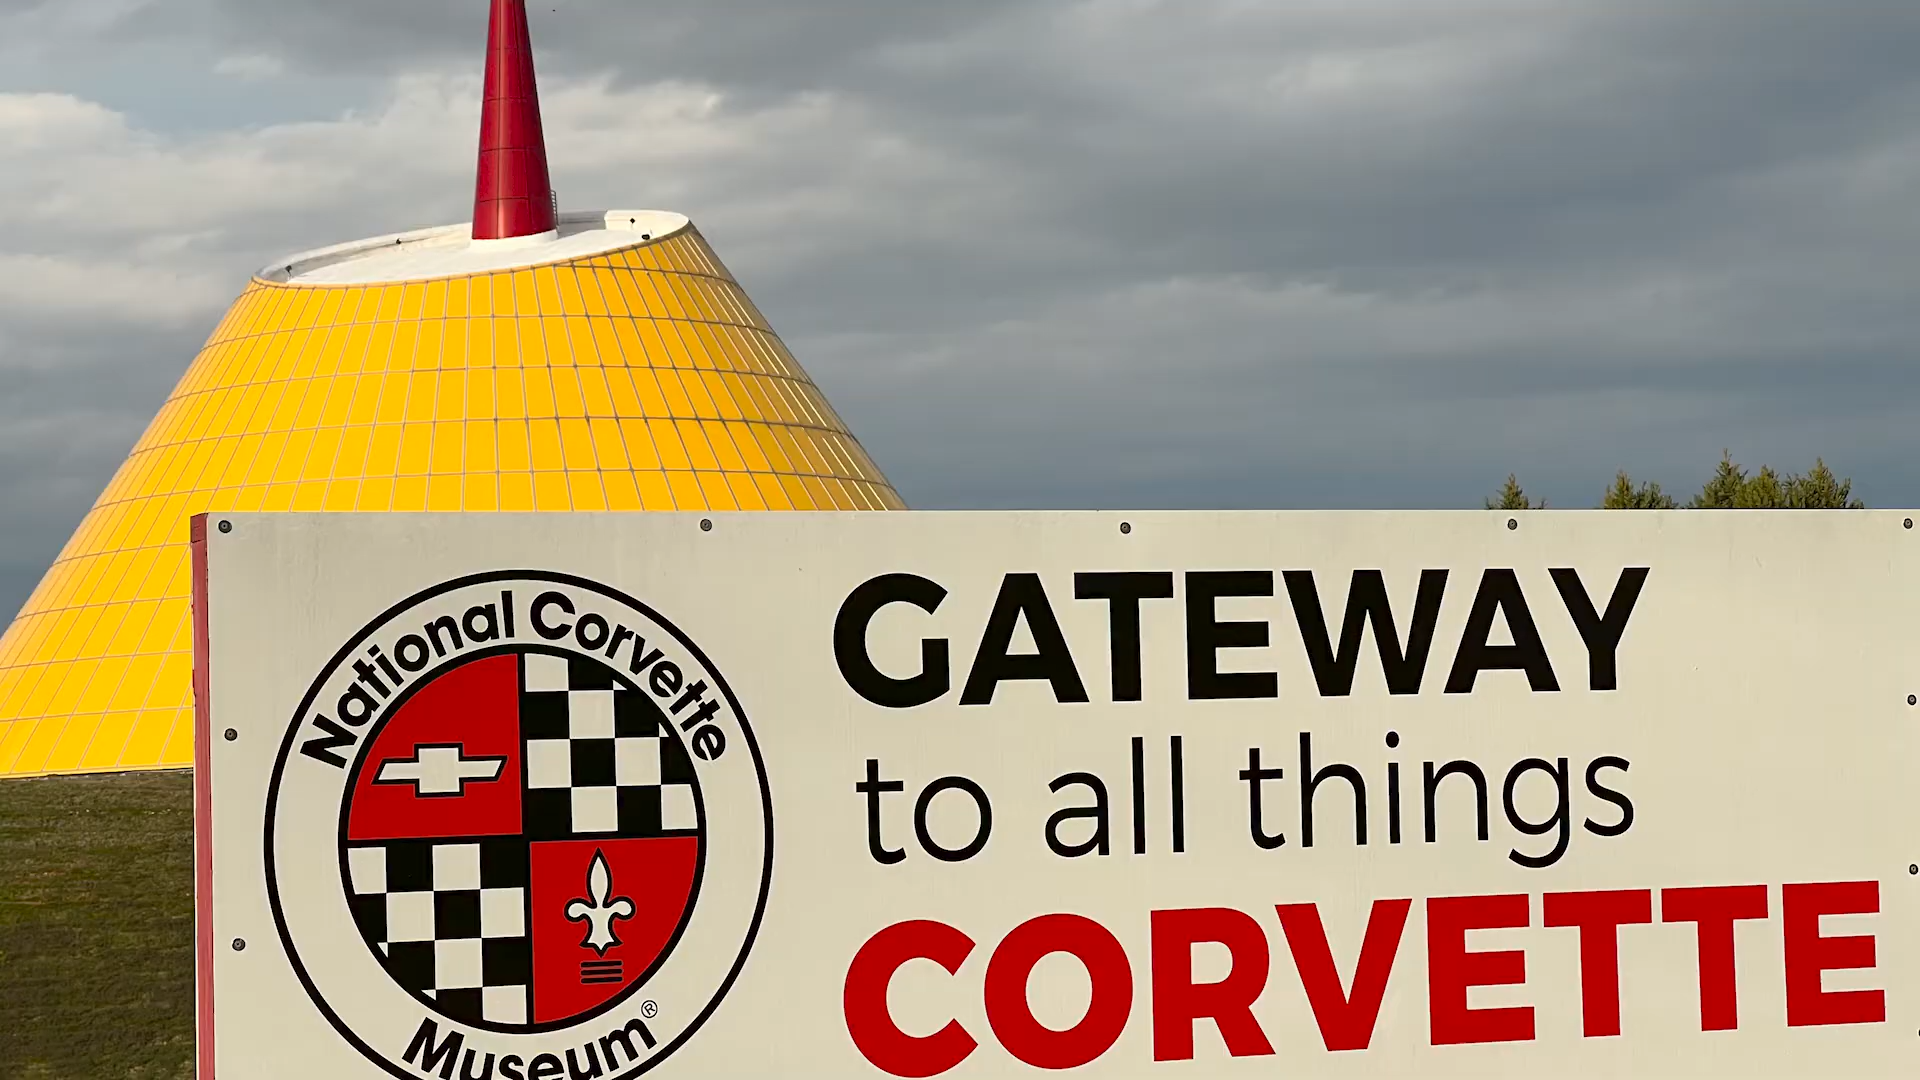 National Corvette
Museum®
GATEWAY
to all things
CORVETTE